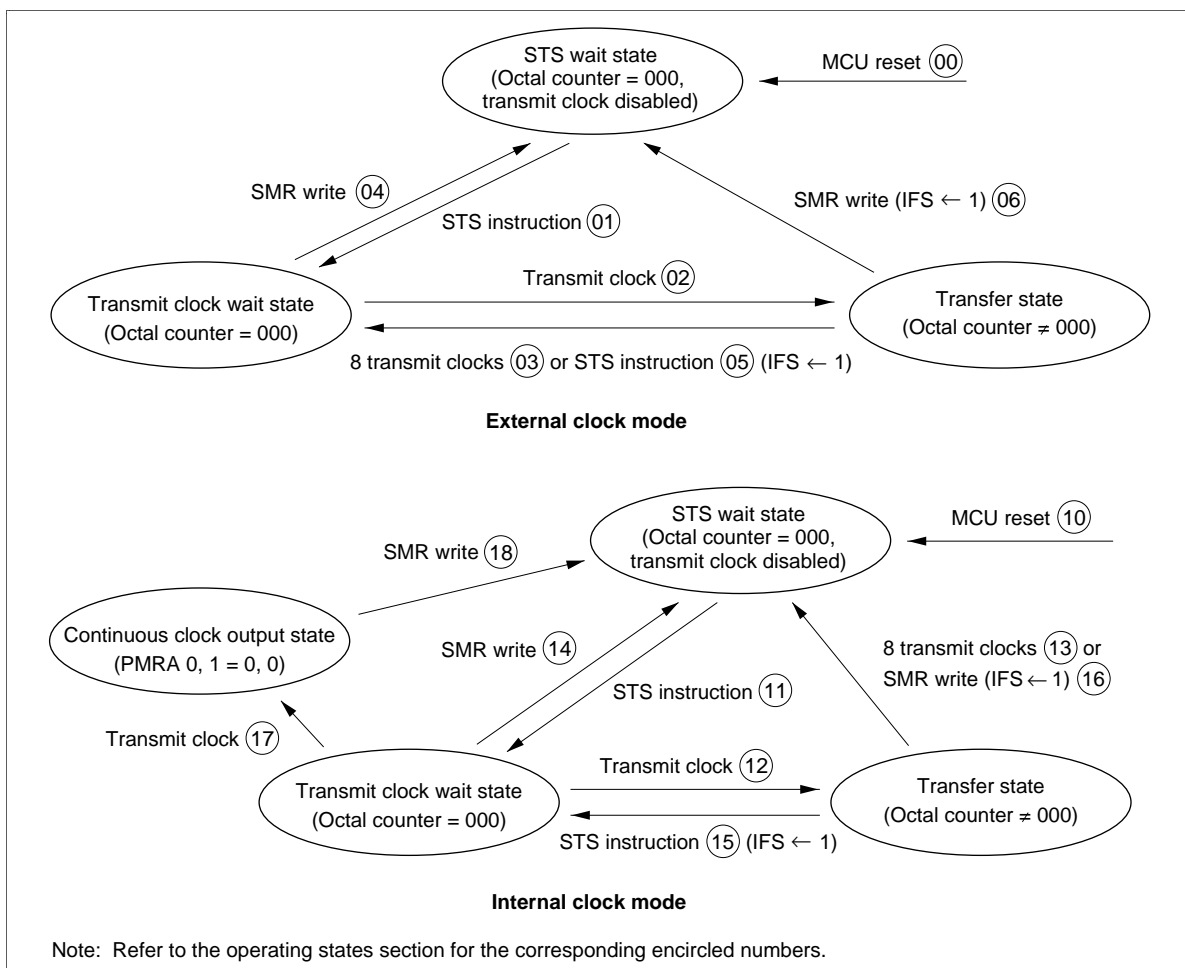 STS wait state
(Octal counter = 000,
transmit clock disabled)
MCU reset 00
SMR write 04
STS instruction 01
SMR write (IFS ← 1) 06
Transmit clock wait state
(Octal counter = 000)
Transmit clock 02
Transfer state
(Octal counter ≠ 000)
8 transmit clocks 03 or STS instruction 05 (IFS ← 1)
External clock mode
STS wait state
(Octal counter = 000,
transmit clock disabled)
MCU reset 10
SMR write 18
Continuous clock output state
(PMRA 0, 1 = 0, 0)
SMR write 14
STS instruction 11
8 transmit clocks 13 or
SMR write (IFS ← 1) 16
Transmit clock 17
Transmit clock wait state
(Octal counter = 000)
Transmit clock 12
STS instruction 15 (IFS ← 1)
Transfer state
(Octal counter ≠ 000)
Internal clock mode
Note: Refer to the operating states section for the corresponding encircled numbers.